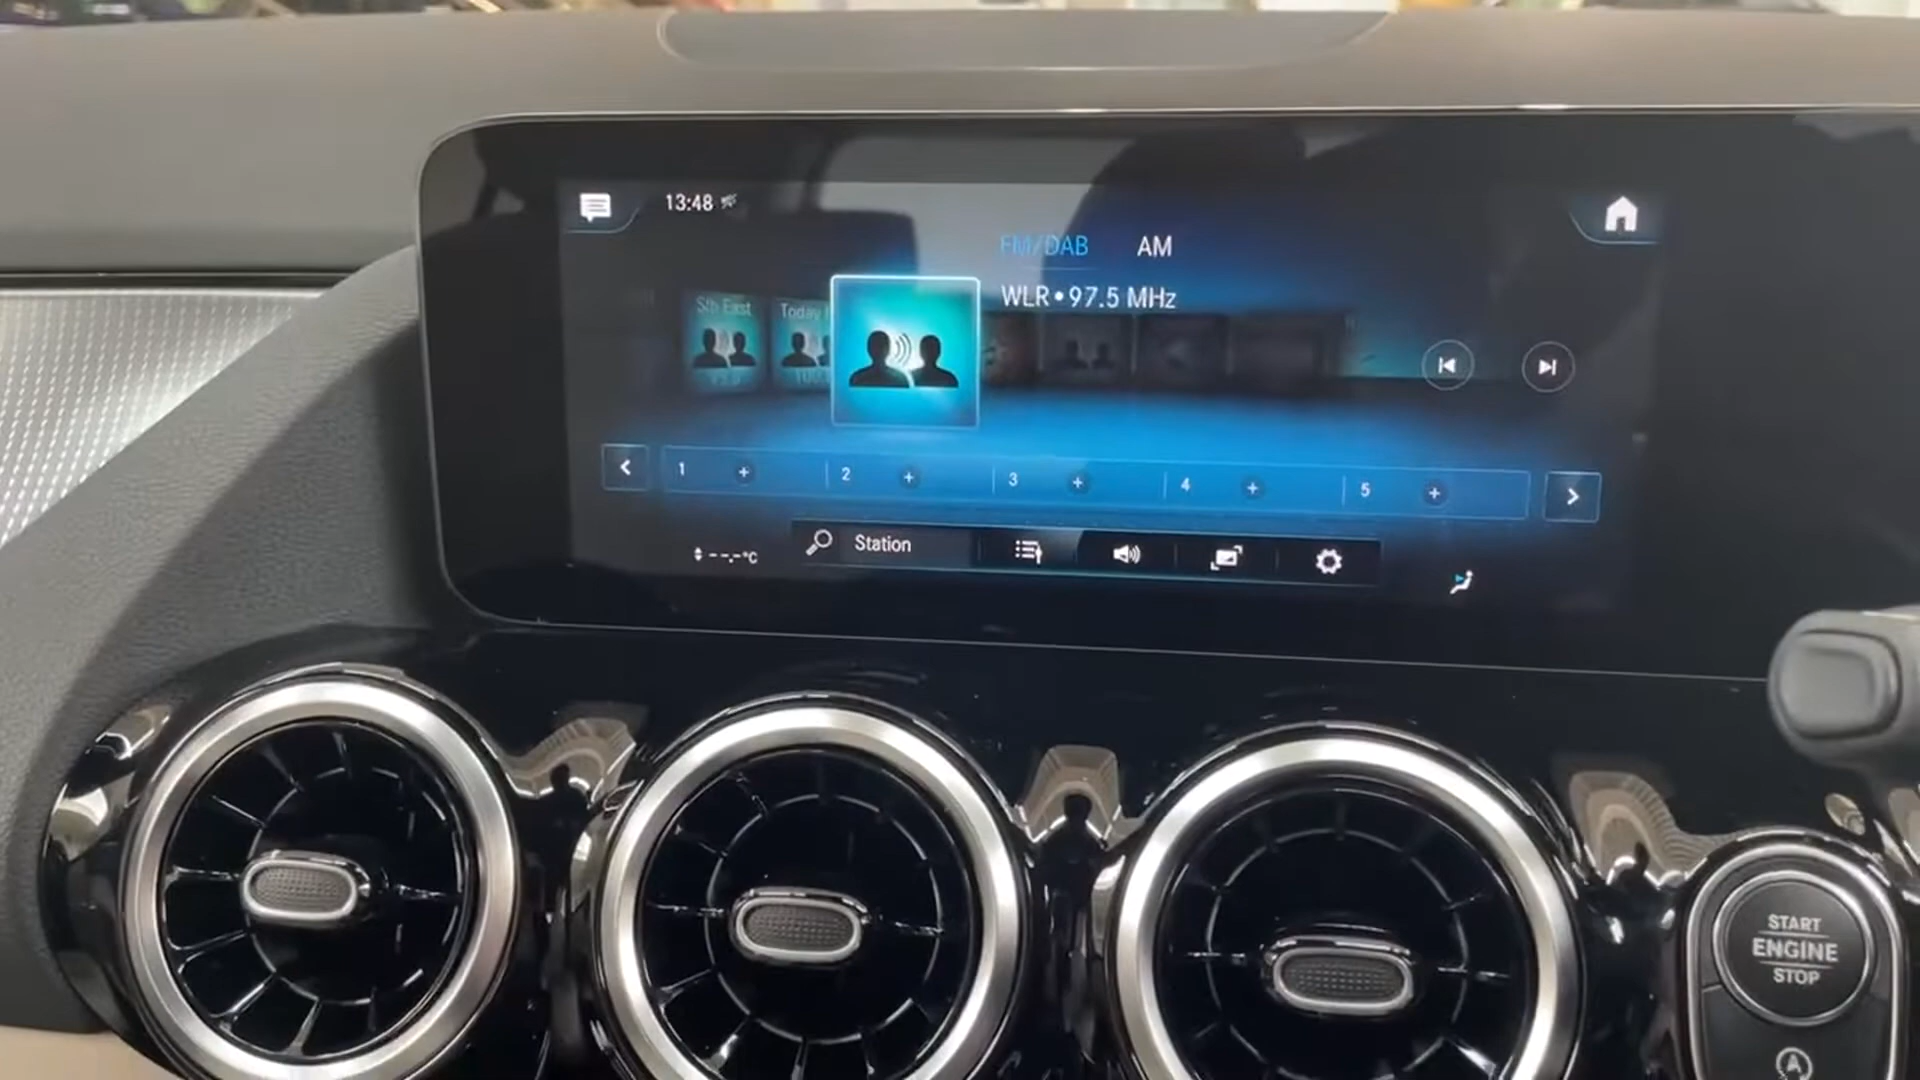 13:48
FM/DAB AM
WLR•97.5 MHz
Sth East
Today
1 + 2 + 3 + 4 + 5 +
--.-°C
Station
START
ENGINE
STOP
A